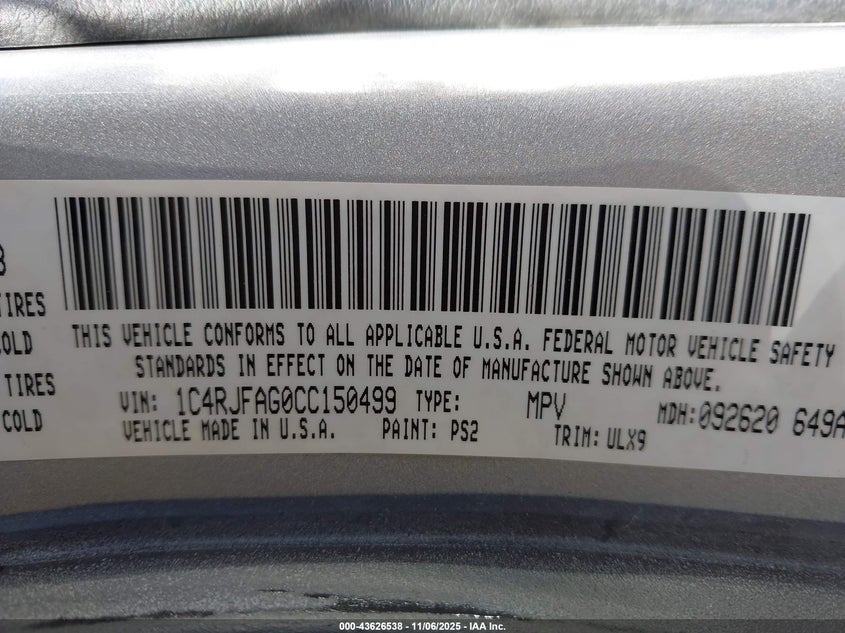 8
TIRES
COLD
TIRES
COLD
THIS VEHICLE CONFORMS TO ALL APPLICABLE U.S.A. FEDERAL MOTOR VEHICLE SAFETY
STANDARDS IN EFFECT ON THE DATE OF MANUFACTURE SHOWN ABOVE.
VIN: 1C4RJFAG0CC150499 TYPE: MPV MDH:092620 649A
VEHICLE MADE IN U.S.A. PAINT: PS2 TRIM: ULX9
000-43626538 - 11/06/2025 - IAA Inc.